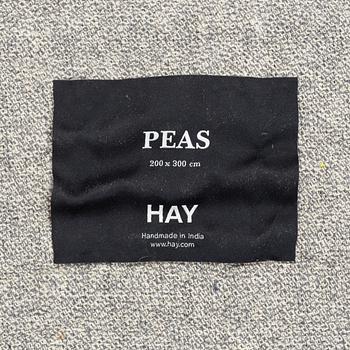 PEAS
200 x 300 cm
HAY
Handmade in India
www.hay.com